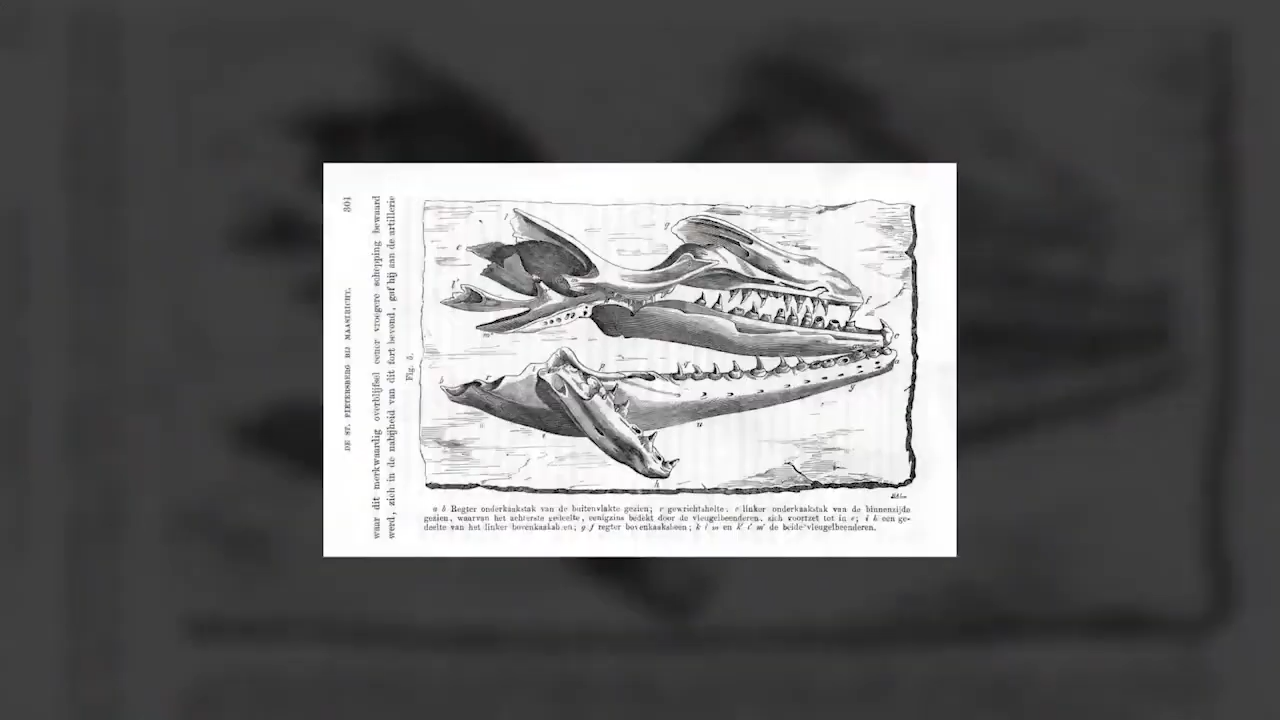 301
DE ST. PIETERSBERG BIJ MAASTRICHT.
waar dit merkwaardig overblijfsel eener vroegere schepping bewaard
werd, zich in de nabijheid van dit fort bevond, gaf hij aan de artillerie
Fig. 5.
a b Regter onderkaakstak van de buitenvlakte gezien; r gewrichtsholte. c linker onderkaakstak van de binnenzijde
gezien, waarvan het achterste gedeelte, eenigzins bedekt door de vleugelbeenderen, zich voortzet tot in e; i h een ge-
deelte van het linker bovenkaakbeen; g f regter bovenkaaksbeen; k l m en k' l' m' de beide vleugelbeenderen.